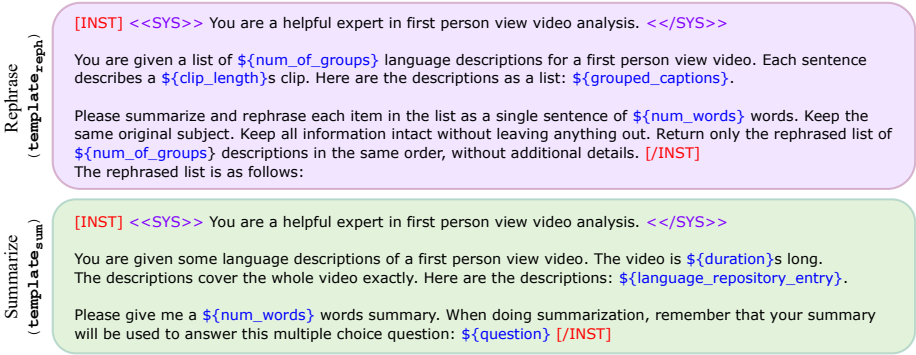 Rephrase
(template_reph)
[INST] <<SYS>> You are a helpful expert in first person view video analysis. <</SYS>>
You are given a list of ${num_of_groups} language descriptions for a first person view video. Each sentence
describes a ${clip_length}s clip. Here are the descriptions as a list: ${grouped_captions}.
Please summarize and rephrase each item in the list as a single sentence of ${num_words} words. Keep the
same original subject. Keep all information intact without leaving anything out. Return only the rephrased list of
${num_of_groups} descriptions in the same order, without additional details. [/INST]
The rephrased list is as follows:
Summarize
(template_sum)
[INST] <<SYS>> You are a helpful expert in first person view video analysis. <</SYS>>
You are given some language descriptions of a first person view video. The video is ${duration}s long.
The descriptions cover the whole video exactly. Here are the descriptions: ${language_repository_entry}.
Please give me a ${num_words} words summary. When doing summarization, remember that your summary
will be used to answer this multiple choice question: ${question} [/INST]